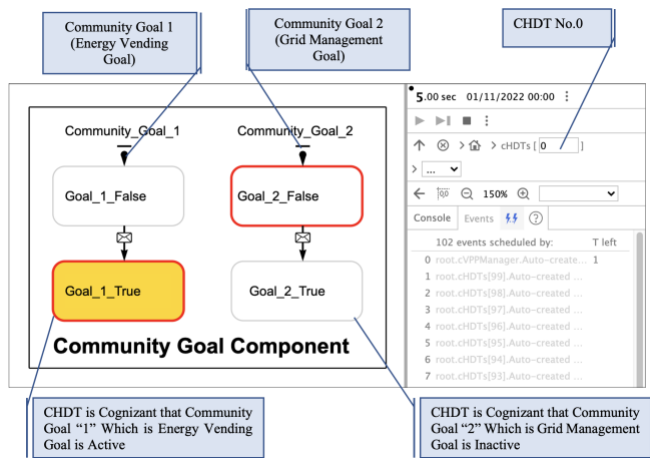 Community Goal 1
(Energy Vending
Goal)
Community Goal 2
(Grid Management
Goal)
CHDT No.0
5.00 sec 01/11/2022 00:00
cHDTs [ 0 ]
...
150%
Console Events
102 events scheduled by: T left
0 root.cVPPManager.Auto-create... 1
1 root.cHDTs[99].Auto-created ...
2 root.cHDTs[98].Auto-created ...
3 root.cHDTs[97].Auto-created ...
4 root.cHDTs[96].Auto-created ...
5 root.cHDTs[95].Auto-created ...
6 root.cHDTs[94].Auto-created ...
7 root.cHDTs[93].Auto-created ...
Community_Goal_1
Community_Goal_2
Goal_1_False
Goal_2_False
Goal_1_True
Goal_2_True
Community Goal Component
CHDT is Cognizant that Community
Goal “1” Which is Energy Vending
Goal is Active
CHDT is Cognizant that Community
Goal “2” Which is Grid Management
Goal is Inactive